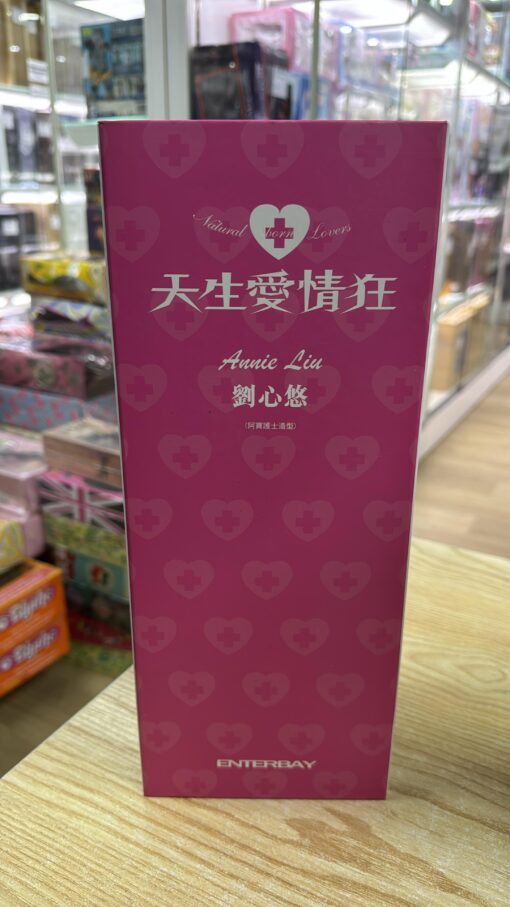 Natural born Lovers
天生愛情狂
Annie Liu
劉心悠
(阿寶護士造型)
ENTERBAY
Blythe